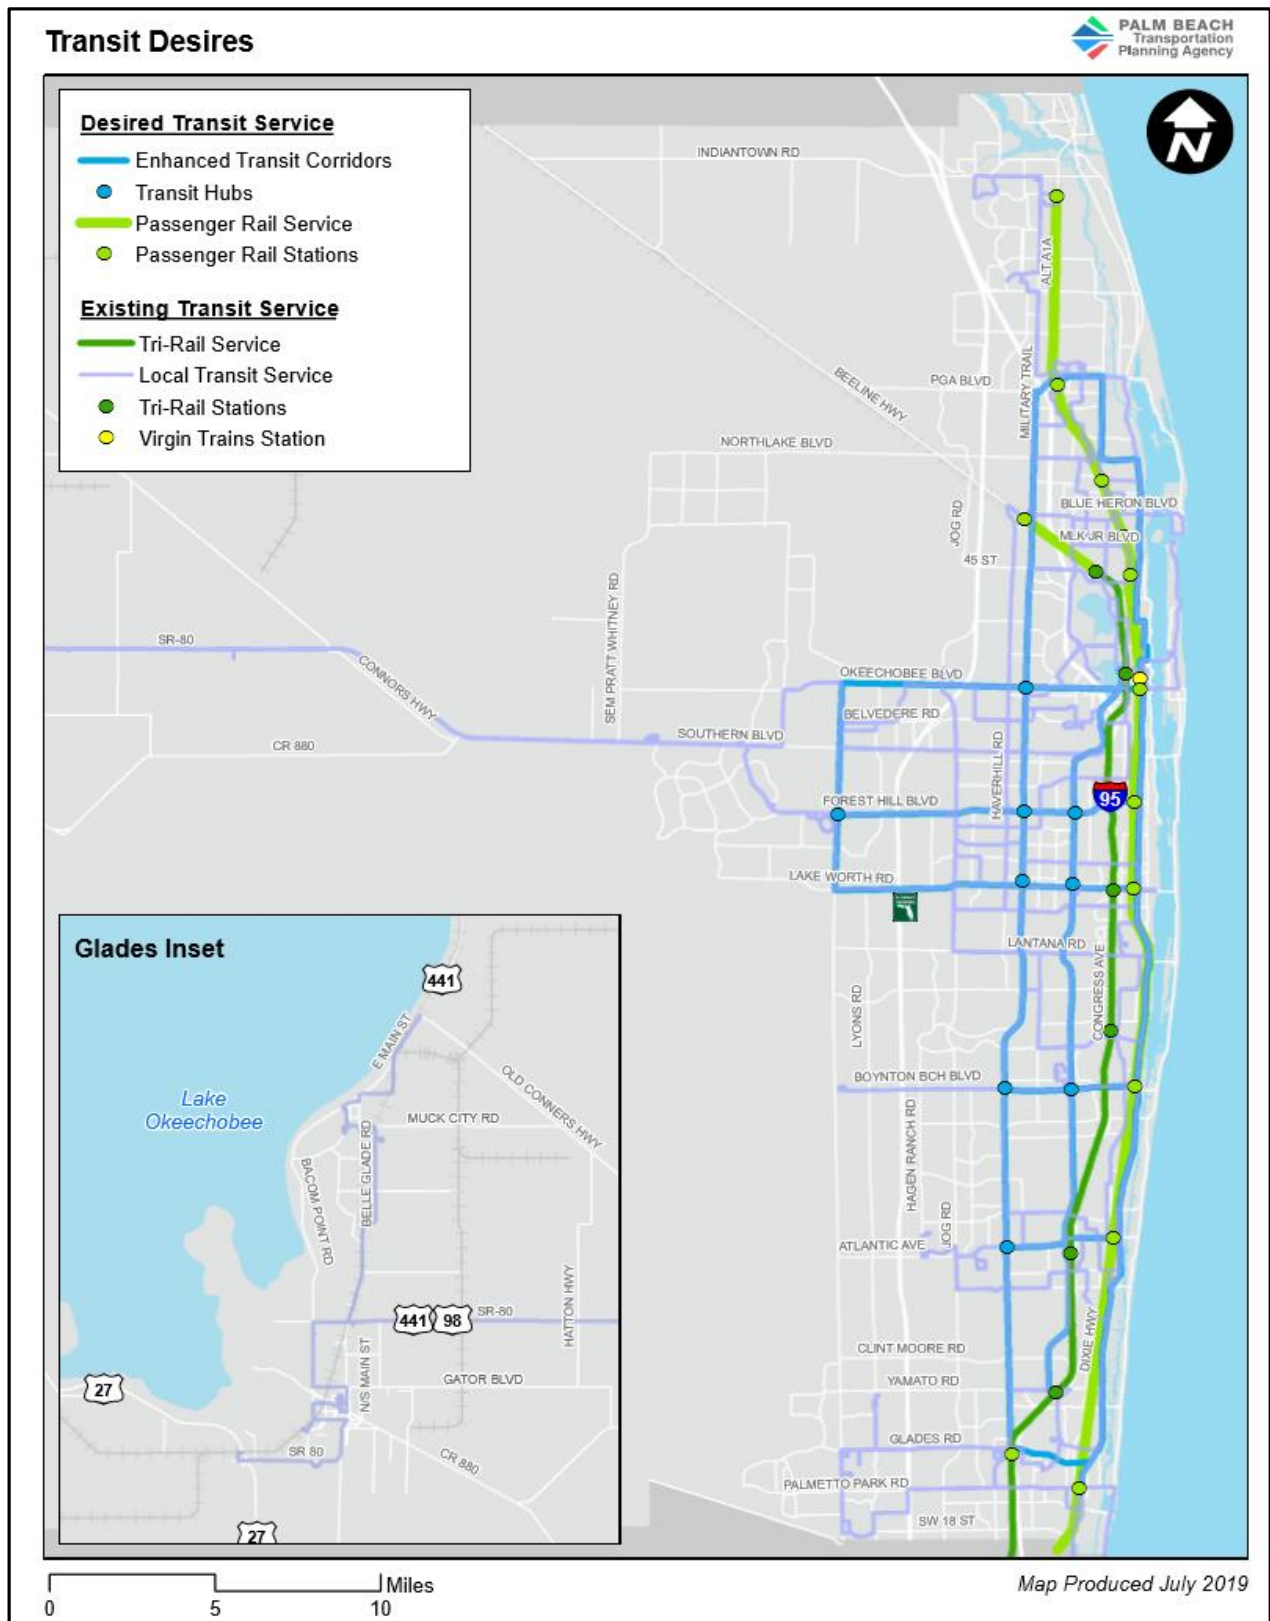 Transit Desires
PALM BEACH
Transportation
Planning Agency
Desired Transit Service
Enhanced Transit Corridors
Transit Hubs
Passenger Rail Service
Passenger Rail Stations
Existing Transit Service
Tri-Rail Service
Local Transit Service
Tri-Rail Stations
Virgin Trains Station
N
INDIANTOWN RD
ALT A1A
MILITARY TRAIL
PGA BLVD
BEELINE HWY
NORTHLAKE BLVD
BLUE HERON BLVD
JOG RD
MLK JR BLVD
45 ST
SEM PRATT WHITNEY RD
SR-80
CONNORS HWY
OKEECHOBEE BLVD
BELVEDERE RD
SOUTHERN BLVD
CR 880
HAVERHILL RD
95
FOREST HILL BLVD
LAKE WORTH RD
LANTANA RD
CONGRESS AVE
LYONS RD
BOYNTON BCH BLVD
HAGEN RANCH RD
JOG RD
ATLANTIC AVE
DIXIE HWY
CLINT MOORE RD
YAMATO RD
GLADES RD
PALMETTO PARK RD
SW 18 ST
Glades Inset
441
E MAIN ST
Lake
Okeechobee
OLD CONNERS HWY
MUCK CITY RD
BELLE GLADE RD
BACOM POINT RD
441
98
SR-80
HATTON HWY
N/S MAIN ST
27
GATOR BLVD
SR 80
CR 880
27
Miles
0
5
10
Map Produced July 2019